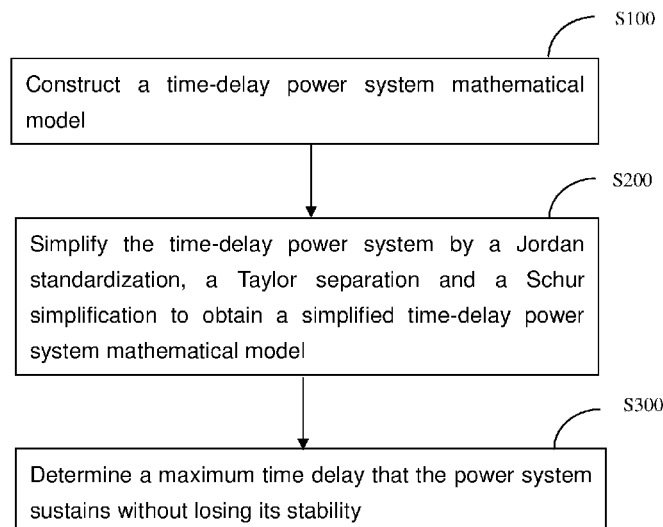 S100
Construct a time-delay power system mathematical
model
S200
Simplify the time-delay power system by a Jordan
standardization, a Taylor separation and a Schur
simplification to obtain a simplified time-delay power
system mathematical model
S300
Determine a maximum time delay that the power system
sustains without losing its stability